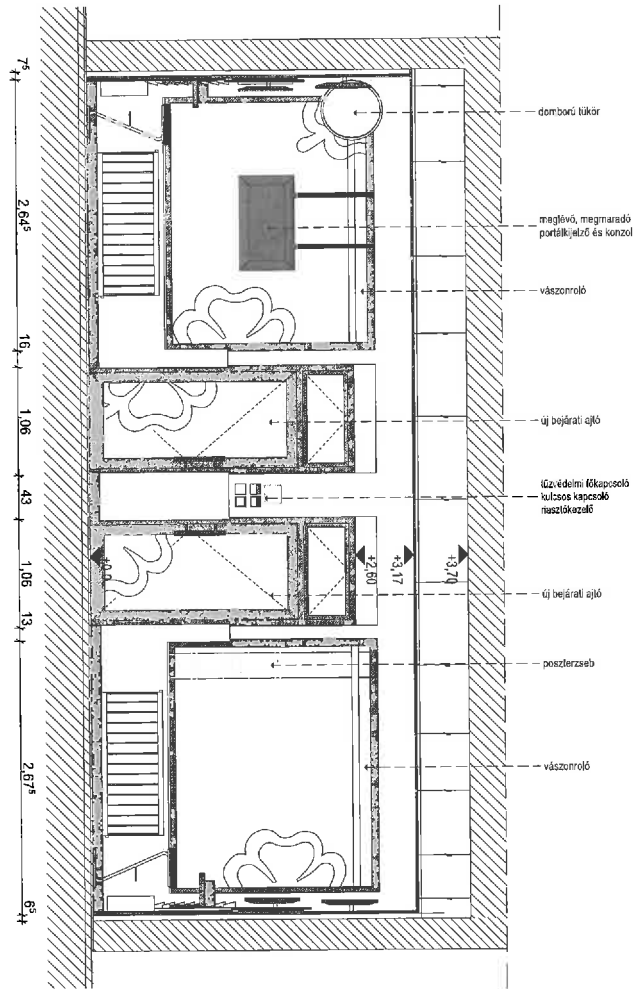 domború tükör
meglévő, megmaradó
portálkijelző és konzol
vászonroló
új bejárati ajtó
tűzvédelmi főkapcsoló
kulcsos kapcsoló
riasztókezelő
új bejárati ajtó
poszterzseb
vászonroló
7⁵
2,64⁵
16
1,06
43
1,06
13
2,67⁵
6⁵
+2,60
+3,17
+3,70